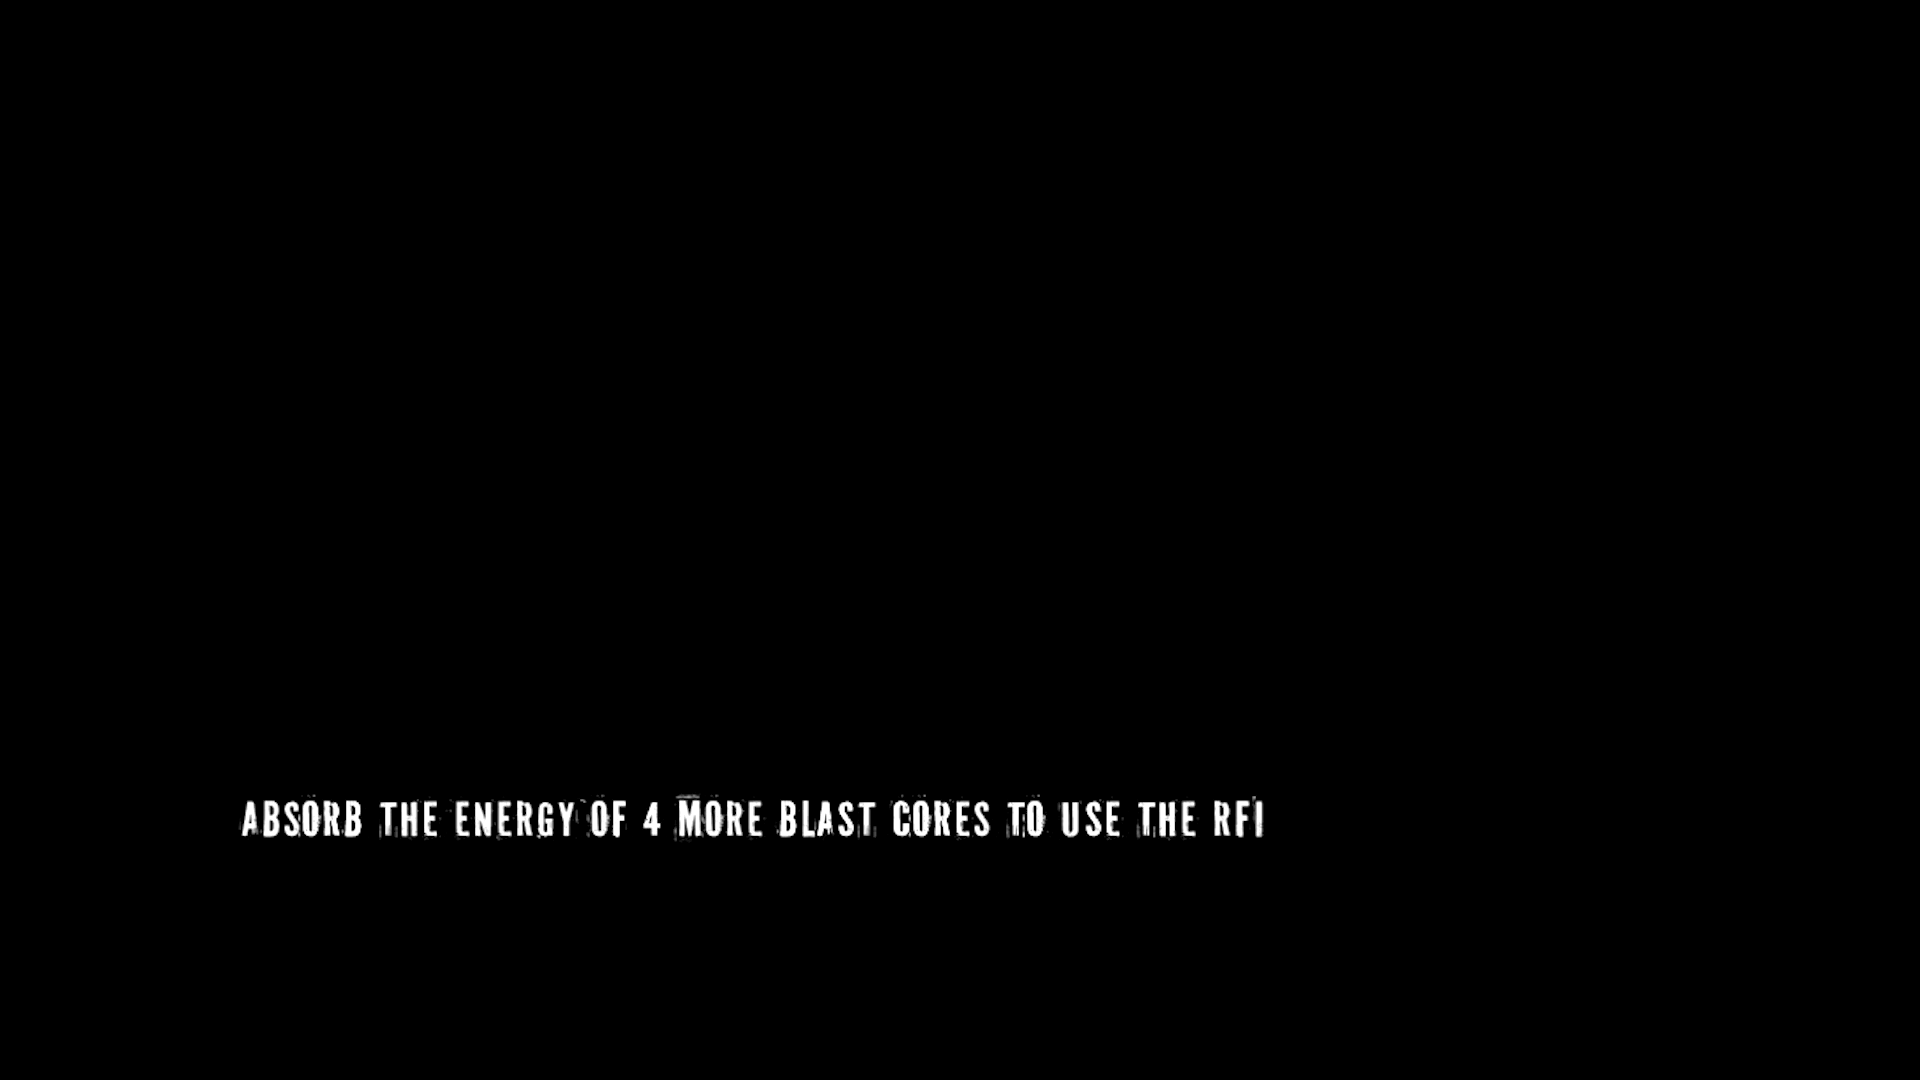 ABSORB THE ENERGY OF 4 MORE BLAST CORES TO USE THE RFI